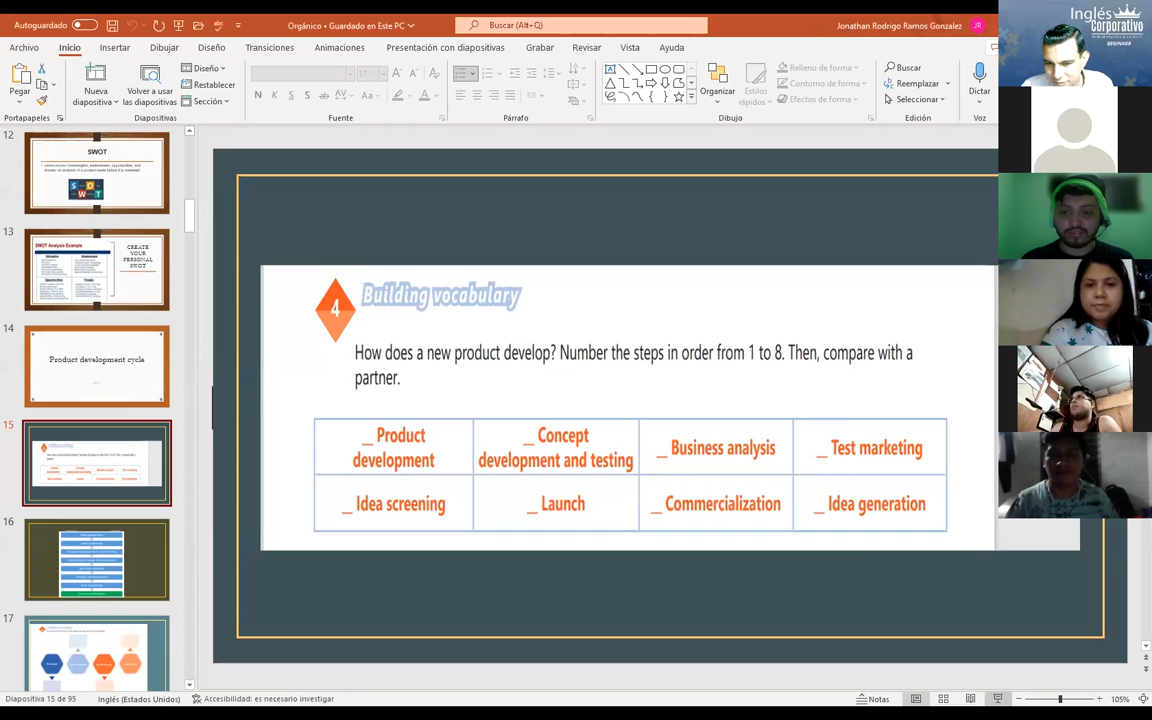 Autoguardado
Orgánico • Guardado en Este PC
Buscar (Alt+Q)
Jonathan Rodrigo Ramos Gonzalez
JR
Archivo Inicio Insertar Dibujar Diseño Transiciones Animaciones Presentación con diapositivas Grabar Revisar Vista Ayuda
Pegar
Nueva diapositiva
Volver a usar las diapositivas
Diseño
Restablecer
Sección
17
N K S S ab AV Aa A
Organizar
Estilos rápidos
Relleno de forma
Contorno de forma
Efectos de forma
Buscar
Reemplazar
Seleccionar
Dictar
Portapapeles Diapositivas Fuente Párrafo Dibujo Edición Voz
Inglés
Corporativo
BEGINNER
12
SWOT
S O
W T
13
SWOT Analysis Example
CREATE
YOUR
PERSONAL
SWOT
14
Product development cycle
15
16
17
4
Building vocabulary
How does a new product develop? Number the steps in order from 1 to 8. Then, compare with a
partner.
_ Product development
_ Concept development and testing
_ Business analysis
_ Test marketing
_ Idea screening
_ Launch
_ Commercialization
_ Idea generation
Diapositiva 15 de 95
Inglés (Estados Unidos)
Accesibilidad: es necesario investigar
Notas
105%